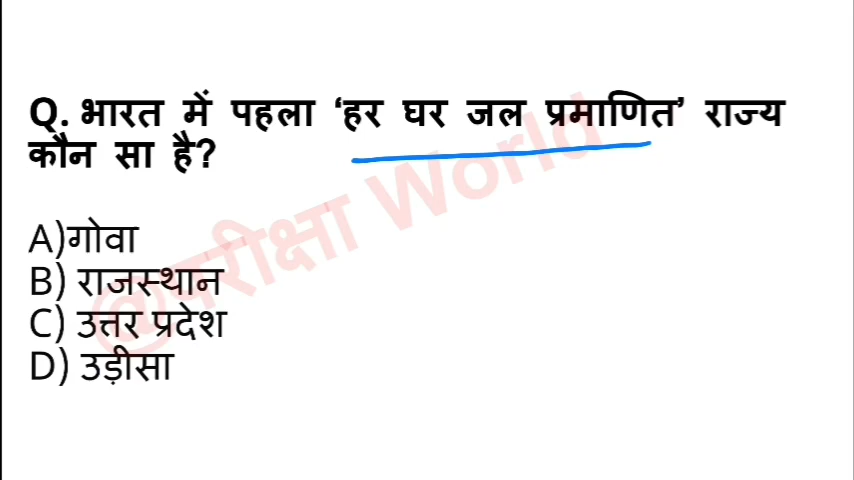 Q. भारत में पहला ‘हर घर जल प्रमाणित’ राज्य
कौन सा है?
A)गोवा
B) राजस्थान
C) उत्तर प्रदेश
D) उड़ीसा
@परीक्षा World